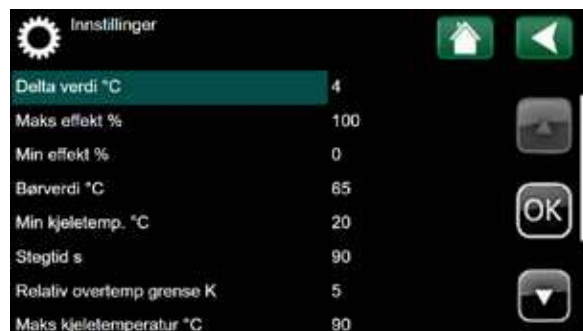 Innstillinger
Delta verdi °C 4
Maks effekt % 100
Min effekt % 0
Børverdi °C 65
Min kjeletemp. °C 20
Stegtid s 90
Relativ overtemp grense K 5
Maks kjeletemperatur °C 90
OK